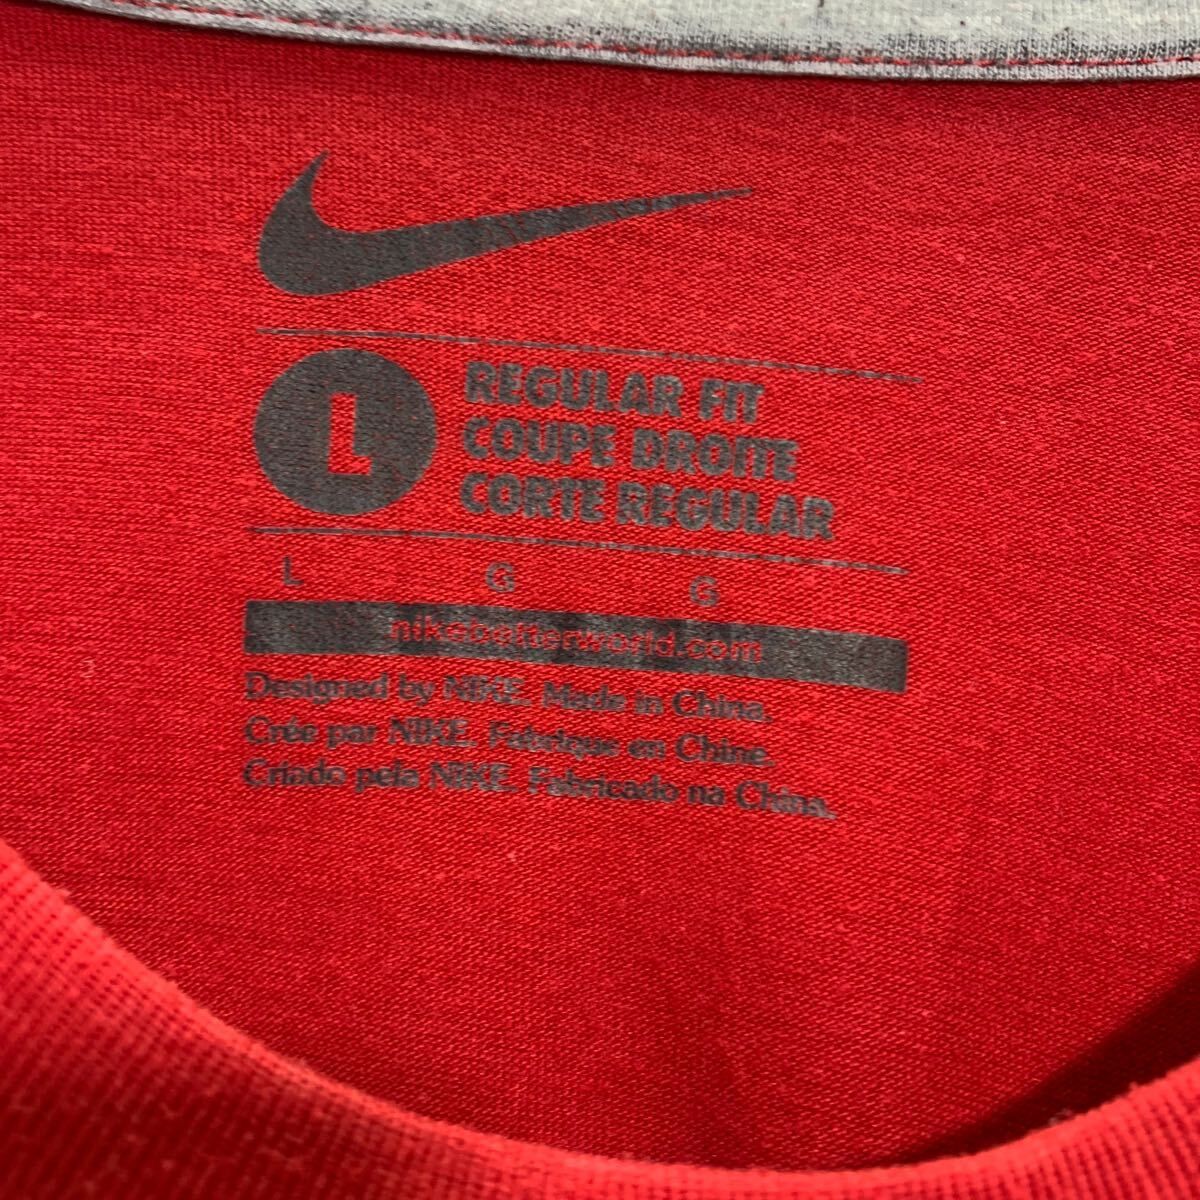 L
REGULAR FIT
COUPE DROITE
CORTE REGULAR
L G G
nikebetterworld.com
Designed by NIKE. Made in China.
Crée par NIKE. Fabrique en Chine.
Criado pela NIKE. Fabricado na China.